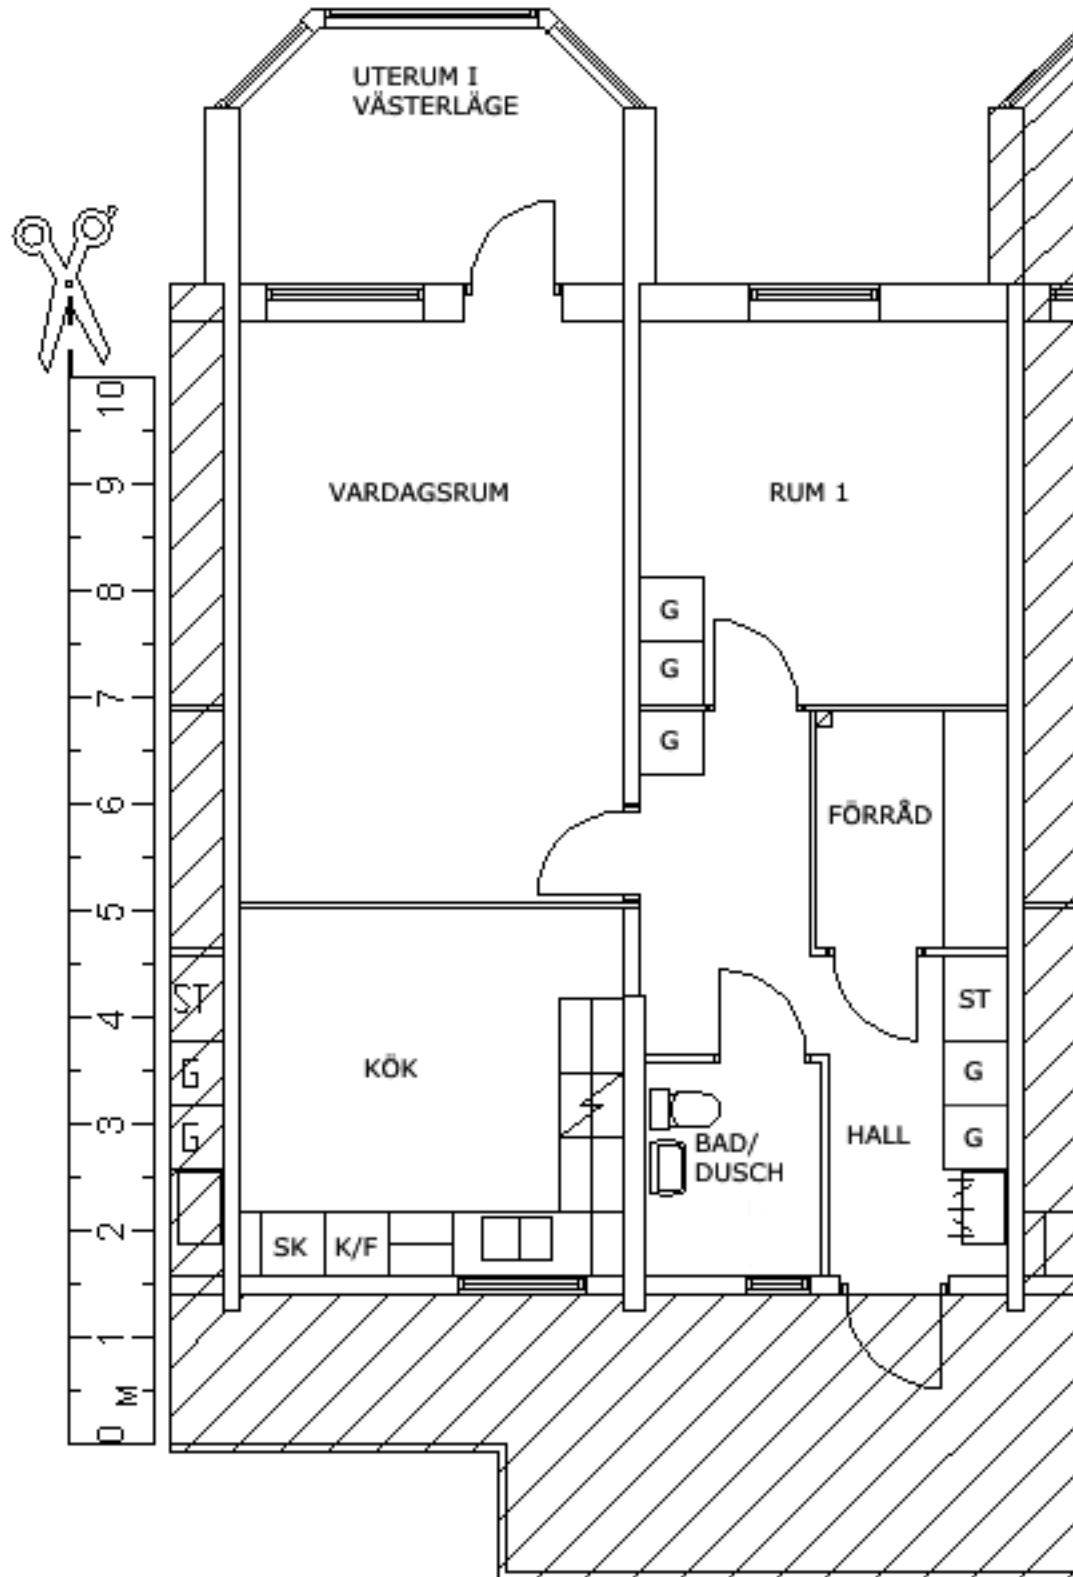 UTERUM I
VÄSTERLÄGE
VARDAGSRUM
RUM 1
G
G
G
FÖRRÅD
KÖK
ST
G
G
HALL
BAD/
DUSCH
SK K/F
ST
G
G
10
9
8
7
6
5
4
3
2
1
M
0